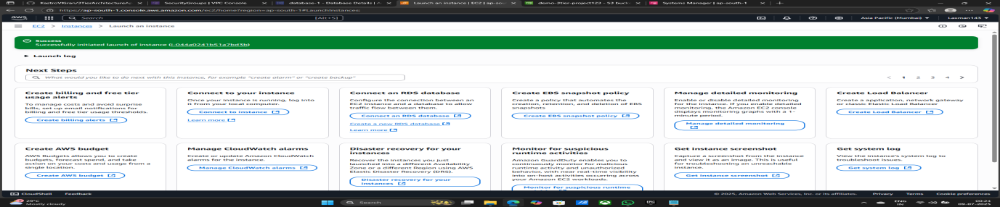 KastroVKiran/3TierArchitectureA
SecurityGroups | VPC Console
database-1 - Database Details | A
Launch an instance | EC2 | ap-so
demo-3tier-project123 - S3 buck
Systems Manager | ap-south-1
https://ap-south-1.console.aws.amazon.com/ec2/home?region=ap-south-1#LaunchInstances:
aws
Search
[Alt+S]
Asia Pacific (Mumbai)
Laxman143
EC2 > Instances > Launch an instance
Success
Successfully initiated launch of instance (i-044a0241b51a7bd3b)
Launch log
Next Steps
What would you like to do next with this instance, for example "create alarm" or "create backup"
< 1 2 3 4 >
Create billing and free tier
usage alerts
To manage costs and avoid surprise
bills, set up email notifications for
billing and free tier usage thresholds.
Create billing alerts
Connect to your instance
Once your instance is running, log into
it from your local computer.
Connect to instance
Learn more
Connect an RDS database
Configure the connection between an
EC2 instance and a database to allow
traffic flow between them.
Connect an RDS database
Create a new RDS database
Learn more
Create EBS snapshot policy
Create a policy that automates the
creation, retention, and deletion of EBS
snapshots
Create EBS snapshot policy
Manage detailed monitoring
Enable or disable detailed monitoring
for the instance. If you enable detailed
monitoring, the Amazon EC2 console
displays monitoring graphs with a 1-
minute period.
Manage detailed monitoring
Create Load Balancer
Create a application, network gateway
or classic Elastic Load Balancer
Create Load Balancer
Create AWS budget
AWS Budgets allows you to create
budgets, forecast spend, and take
action on your costs and usage from a
single location.
Create AWS budget
Manage CloudWatch alarms
Create or update Amazon CloudWatch
alarms for the instance.
Manage CloudWatch alarms
Disaster recovery for your
instances
Recover the instances you just
launched into a different Availability
Zone or a different Region using AWS
Elastic Disaster Recovery (DRS).
Disaster recovery for your
instances
Monitor for suspicious
runtime activities
Amazon GuardDuty enables you to
continuously monitor for malicious
runtime activity and unauthorized
behavior, with near real-time visibility
into on-host activities occurring across
your Amazon EC2 workloads.
Monitor for suspicious runtime
Get instance screenshot
Capture a screenshot from the instance
and view it as an image. This is useful
for troubleshooting an unreachable
instance.
Get instance screenshot
Get system log
View the instance's system log to
troubleshoot issues.
Get system log
CloudShell
Feedback
© 2025, Amazon Web Services, Inc. or its affiliates.
Privacy
Terms
Cookie preferences
28°C
Mostly cloudy
Search
ENG
IN
00:24
09-07-2025